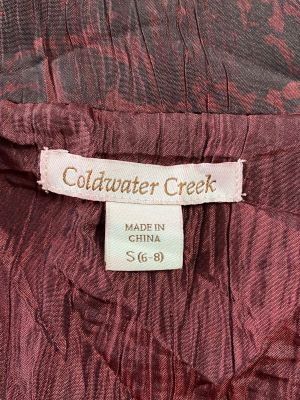 Coldwater Creek
MADE IN
CHINA
S (6-8)